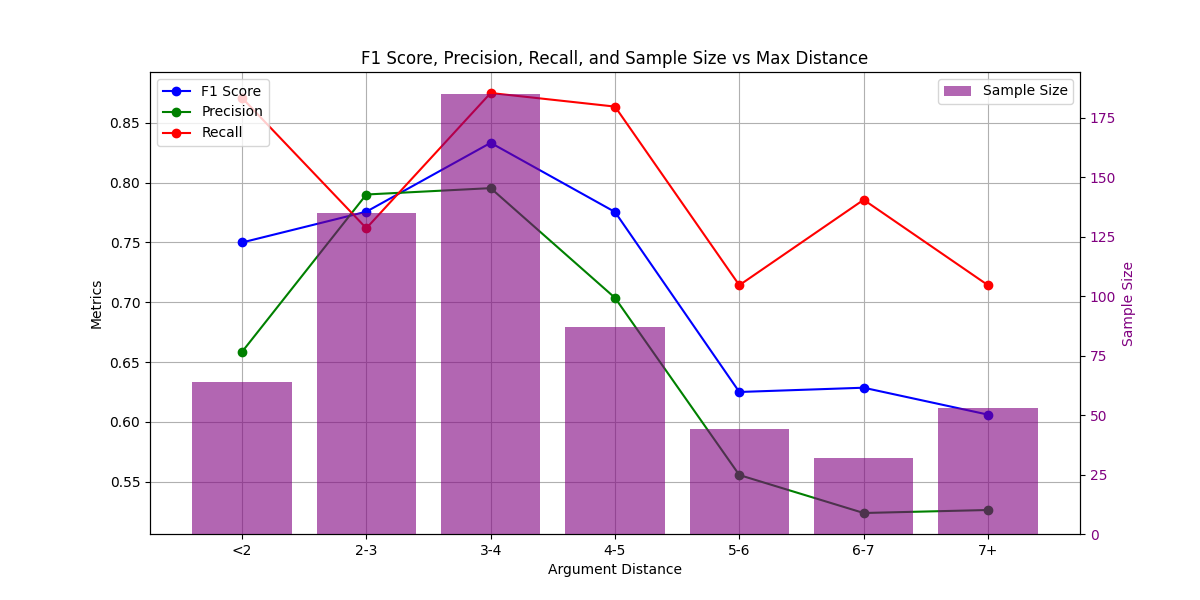 F1 Score, Precision, Recall, and Sample Size vs Max Distance
F1 Score
Precision
Recall
Sample Size
Metrics
0.85
0.80
0.75
0.70
0.65
0.60
0.55
175
150
125
100
75
50
25
0
Sample Size
<2 2-3 3-4 4-5 5-6 6-7 7+
Argument Distance